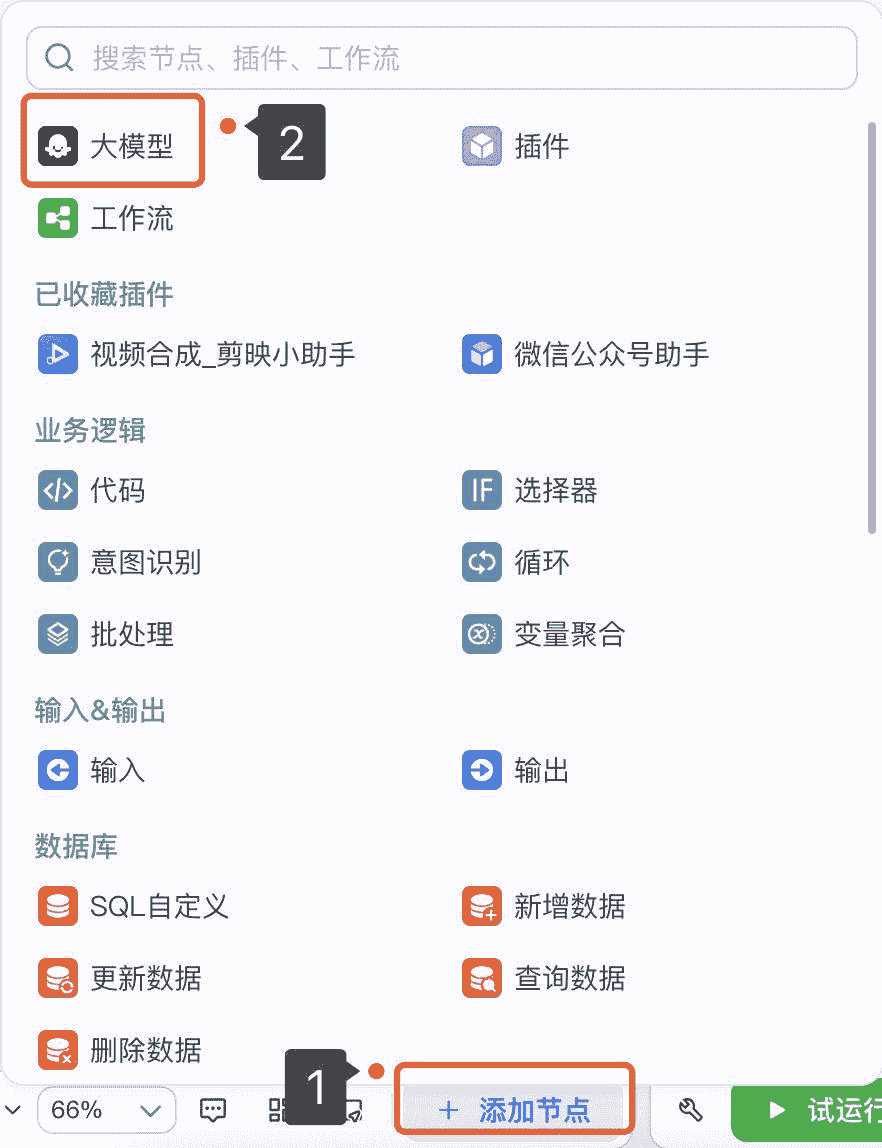 搜索节点、插件、工作流
大模型
2
插件
工作流
已收藏插件
视频合成_剪映小助手
微信公众号助手
业务逻辑
代码
IF
选择器
意图识别
循环
批处理
变量聚合
输入&输出
输入
输出
数据库
SQL自定义
新增数据
更新数据
查询数据
删除数据
66%
1
+ 添加节点
试运行